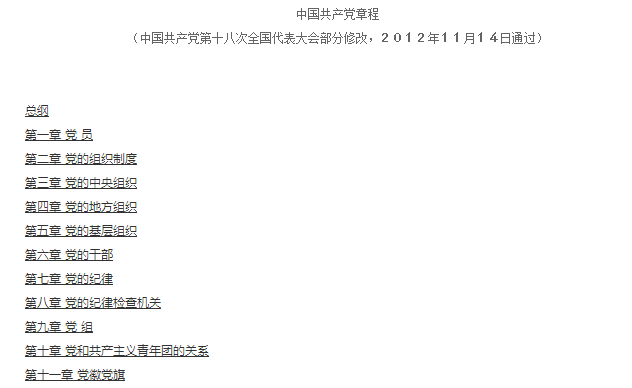 中国共产党章程
（中国共产党第十八次全国代表大会部分修改，２０１２年１１月１４日通过）
总纲
第一章 党 员
第二章 党的组织制度
第三章 党的中央组织
第四章 党的地方组织
第五章 党的基层组织
第六章 党的干部
第七章 党的纪律
第八章 党的纪律检查机关
第九章 党 组
第十章 党和共产主义青年团的关系
第十一章 党徽党旗